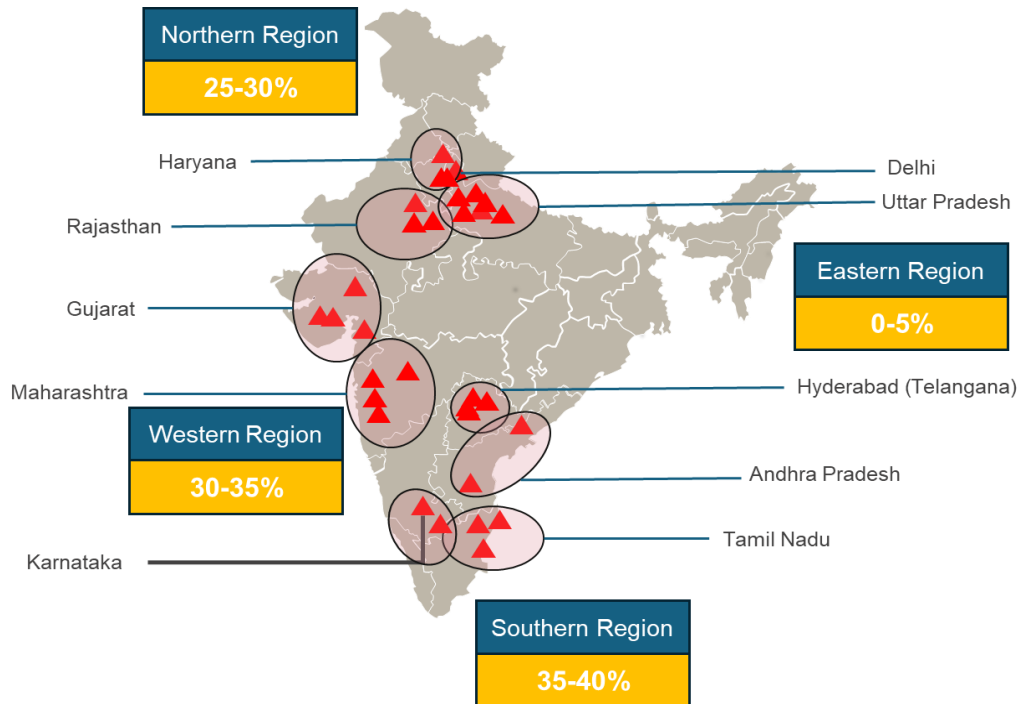 Northern Region
25-30%
Haryana
Delhi
Uttar Pradesh
Rajasthan
Eastern Region
0-5%
Gujarat
Maharashtra
Hyderabad (Telangana)
Western Region
30-35%
Andhra Pradesh
Tamil Nadu
Karnataka
Southern Region
35-40%